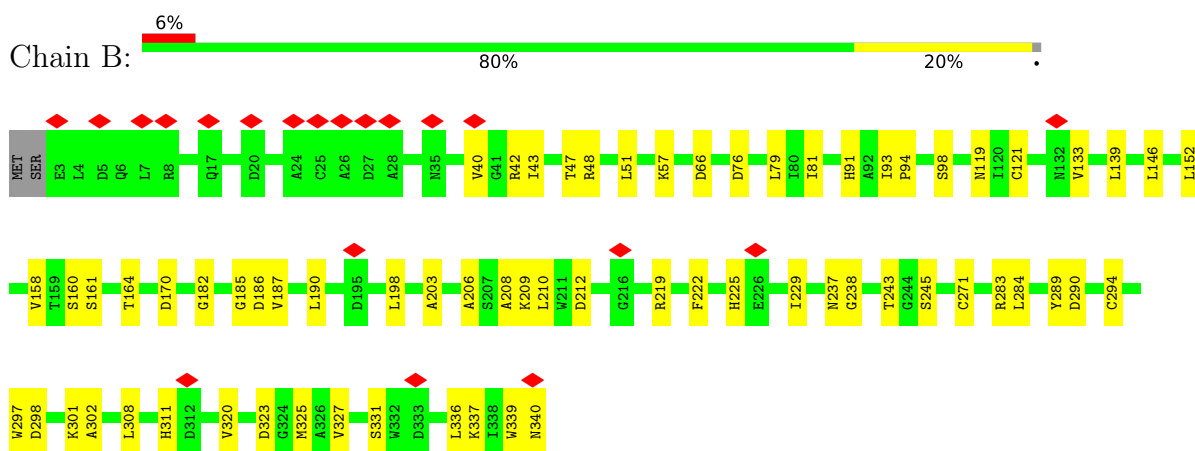 6%
Chain B:
80% 20% •
MET SER E3 L4 D5 Q6 L7 R8 Q17 D20 A24 C25 A26 D27 A28 N35 V40 G41 R42 I43 T47 R48 L51 K57 D66 D76 L79 I80 I81 H91 A92 I93 P94 S98 N119 I120 C121 N132 V133 L139 L146 L152
V158 T159 S160 S161 T164 D170 G182 G185 D186 V187 L190 D195 L198 A203 A206 S207 A208 K209 L210 W211 D212 G216 R219 F222 H225 E226 I229 N237 G238 T243 G244 S245 C271 R283 L284 Y289 D290 C294
W297 D298 K301 A302 L308 H311 D312 V320 D323 G324 M325 A326 V327 S331 W332 D333 L336 K337 I338 W339 N340